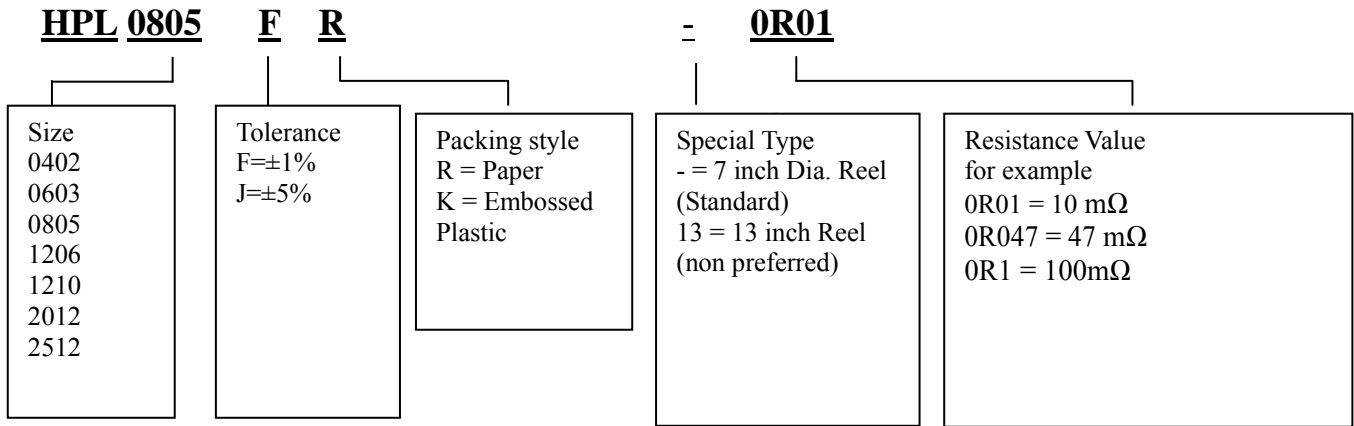 HPL 0805 F R - 0R01
Size
0402
0603
0805
1206
1210
2012
2512
Tolerance
F=±1%
J=±5%
Packing style
R = Paper
K = Embossed
Plastic
Special Type
- = 7 inch Dia. Reel
(Standard)
13 = 13 inch Reel
(non preferred)
Resistance Value
for example
0R01 = 10 mΩ
0R047 = 47 mΩ
0R1 = 100mΩ